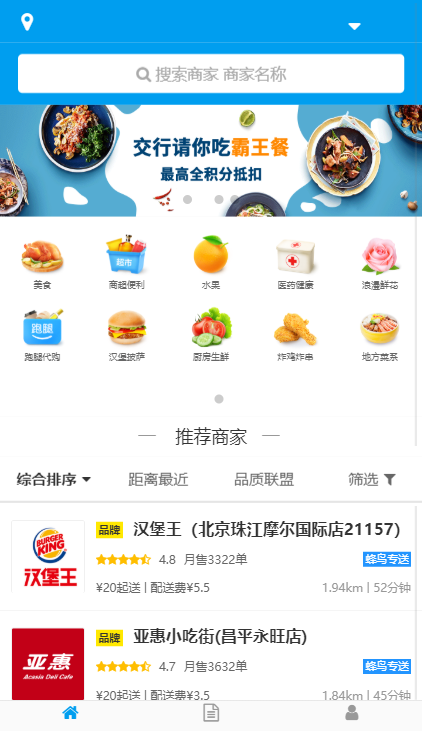 搜索商家 商家名称
交行请你吃霸王餐
最高全积分抵扣
美食 商超便利 水果 医药健康 浪漫鲜花
超市
跑腿
跑腿代购 汉堡披萨 厨房生鲜 炸鸡炸串 地方菜系
推荐商家
综合排序 距离最近 品质联盟 筛选
BURGER KING
汉堡王
品牌 汉堡王（北京珠江摩尔国际店21157）
4.8 月售3322单 蜂鸟专送
¥20起送 | 配送费¥5.5 1.94km | 52分钟
亚惠
Acasia Deli Cafe
品牌 亚惠小吃街(昌平永旺店)
4.7 月售3632单 蜂鸟专送
¥20起送 | 配送费¥3.5 1.84km | 45分钟